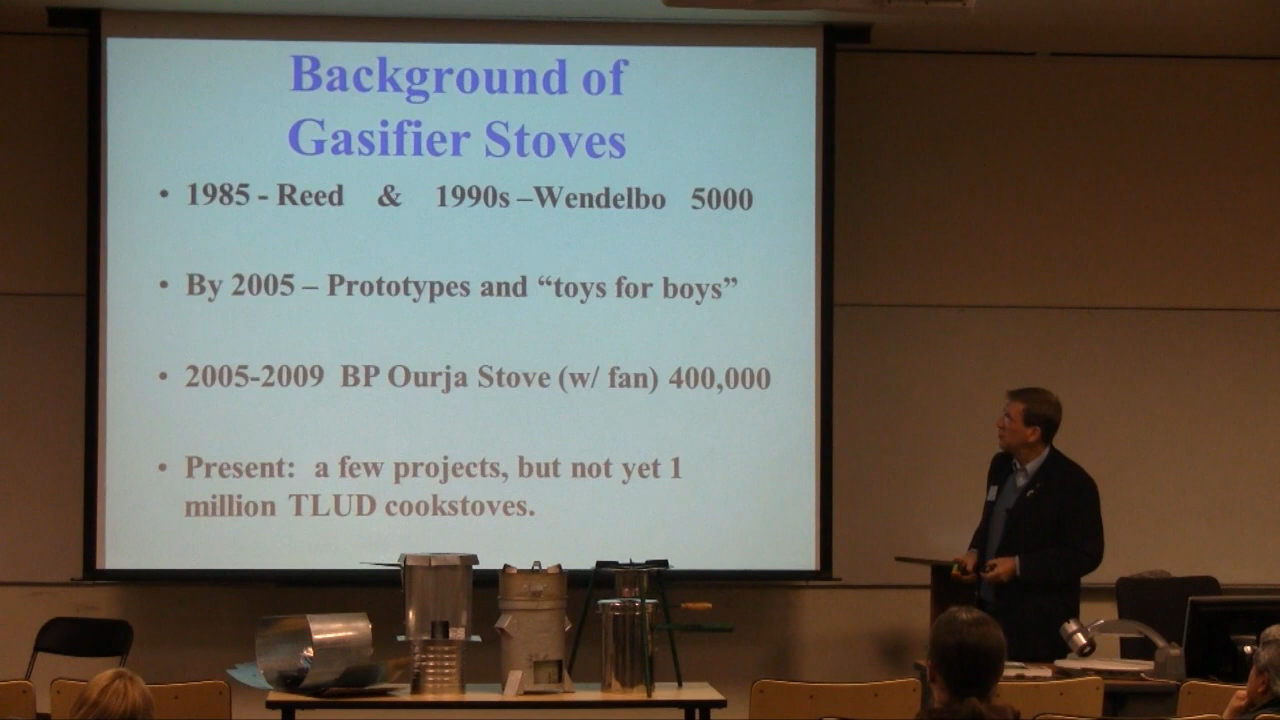 Background of
Gasifier Stoves
• 1985 - Reed & 1990s –Wendelbo 5000
• By 2005 – Prototypes and “toys for boys”
• 2005-2009 BP Ourja Stove (w/ fan) 400,000
• Present: a few projects, but not yet 1
million TLUD cookstoves.